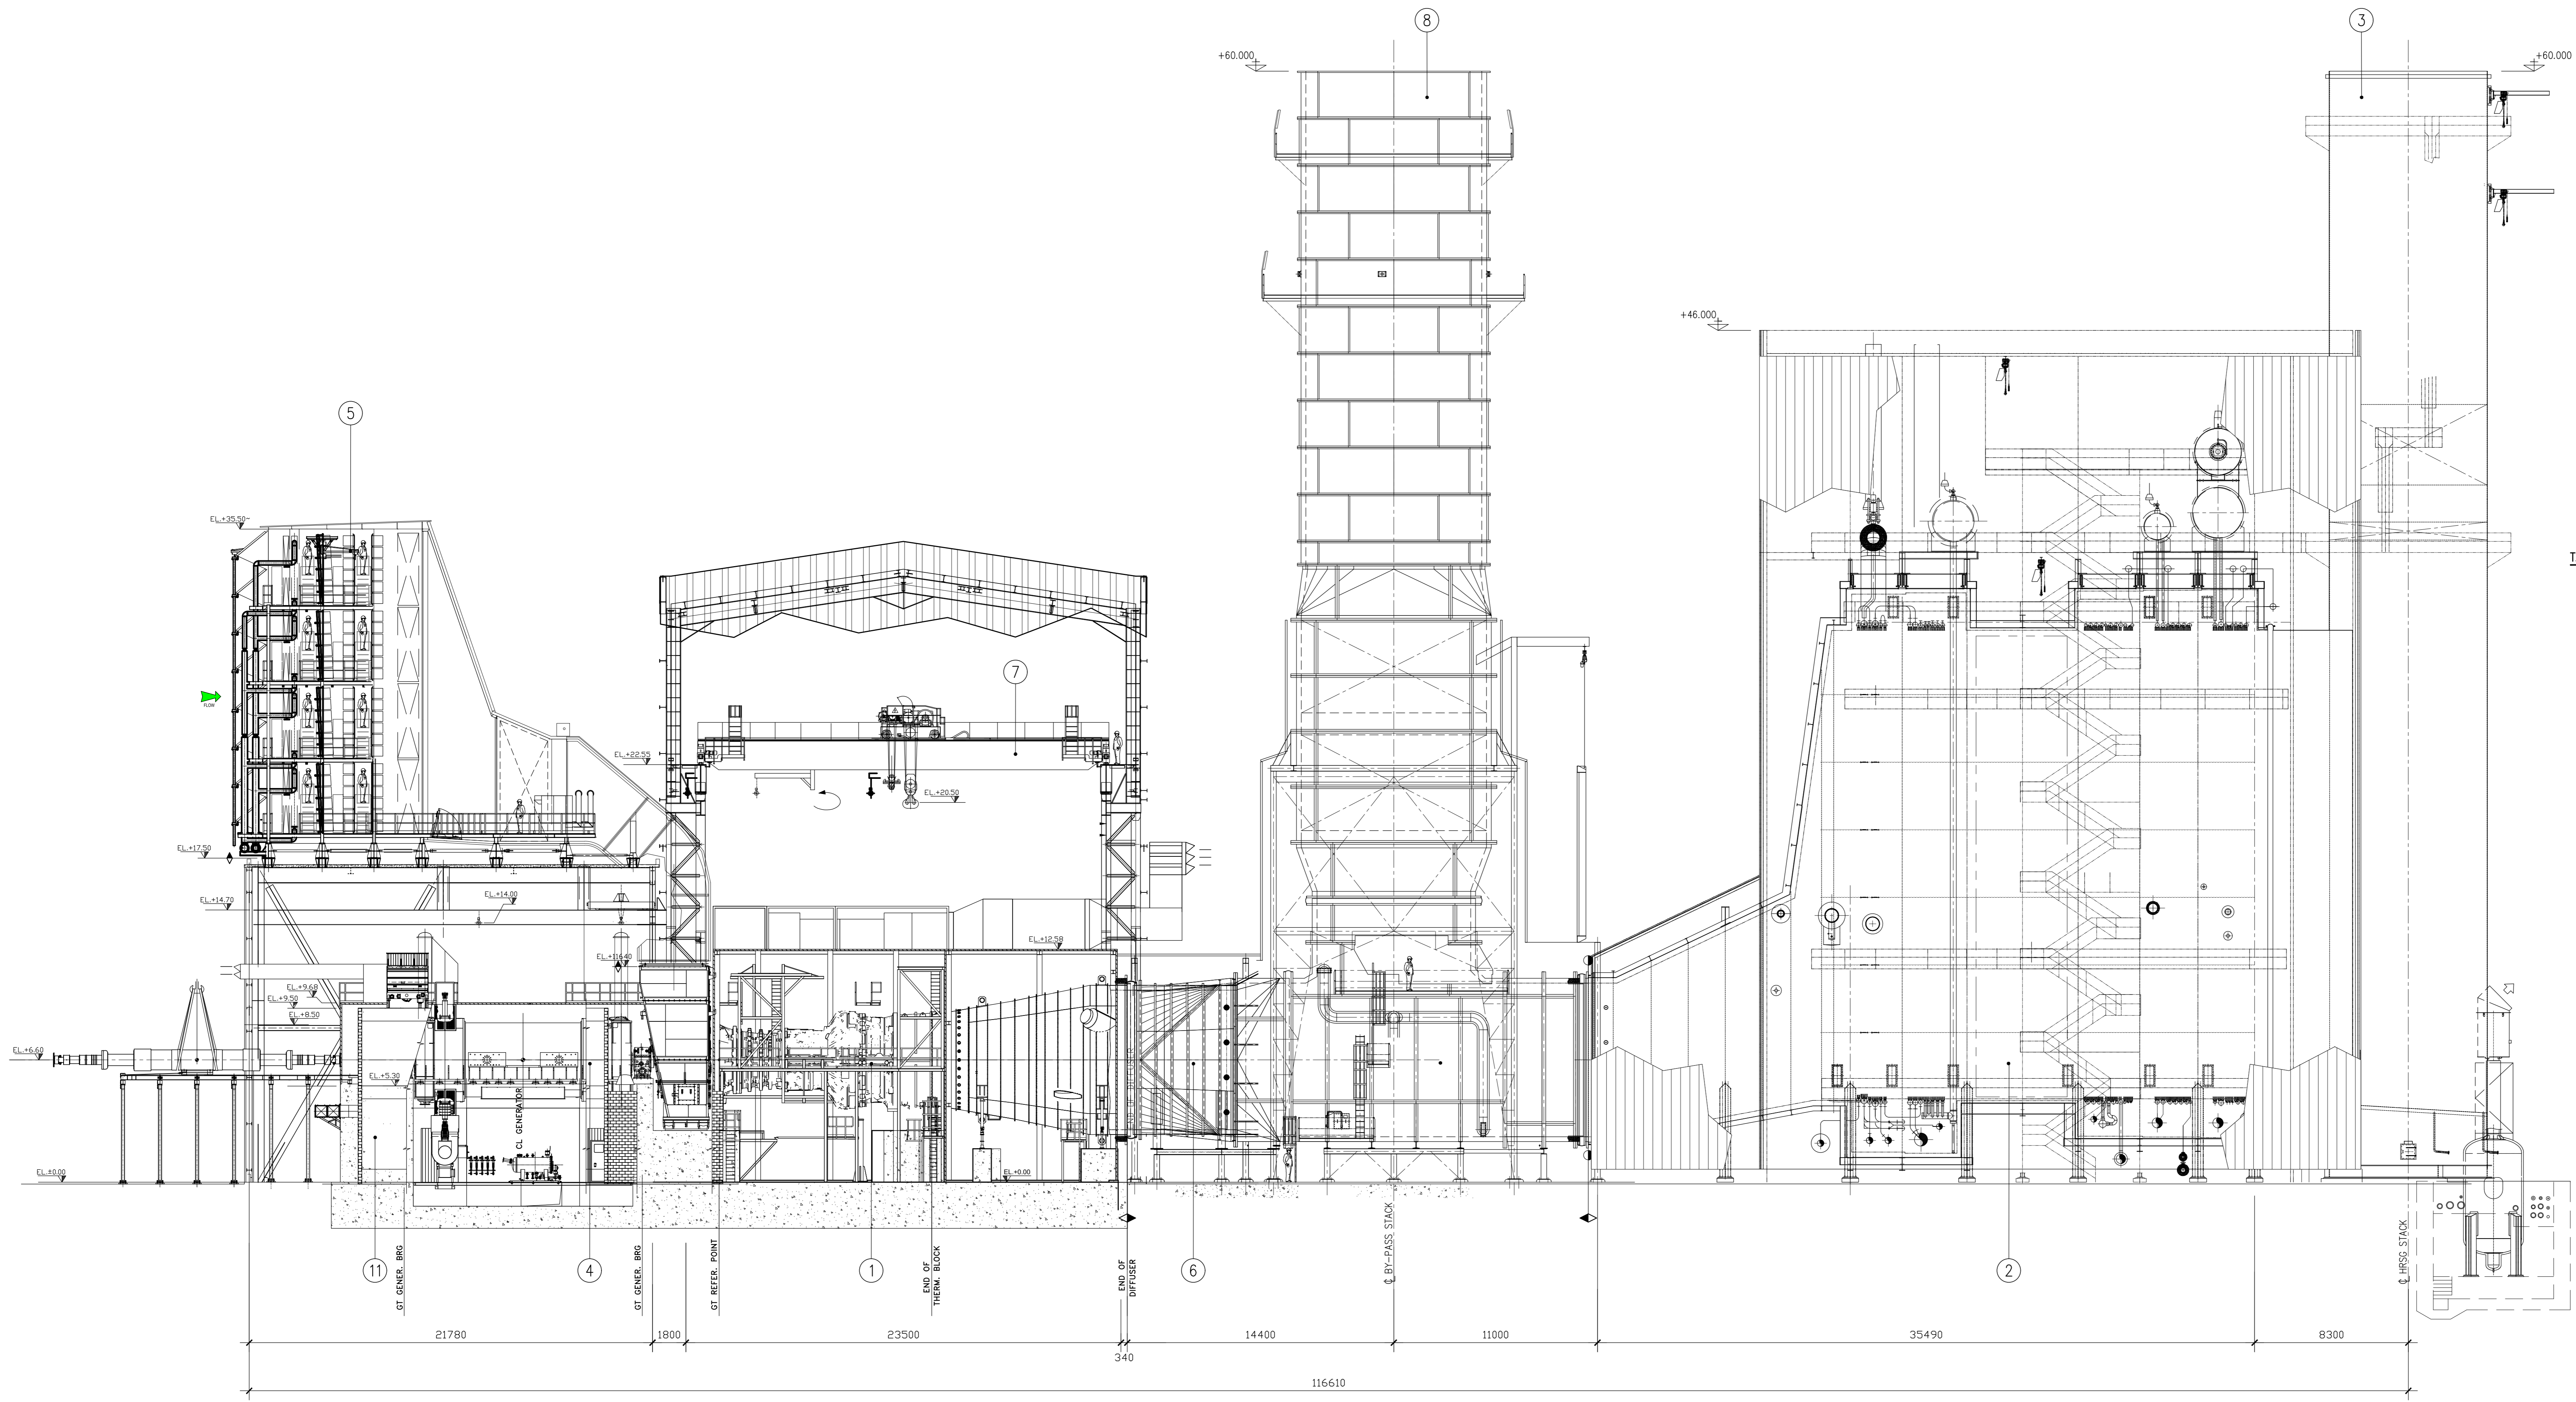 8
3
+60.000
+60.000
+46.000
5
EL.+35.50
7
FLOW
EL.+22.55
EL.+20.50
EL.+17.50
EL.+14.70
EL.+14.00
EL.+12.58
EL.+9.68
EL.+9.50
EL.+8.50
EL.+6.60
EL.+5.30
CL GENERATOR
EL.±0.00
EL.±0.00
11
4
1
6
2
GT GENER. BRG
GT GENER. BRG
GT REFER. POINT
END OF
THERM. BLOCK
END OF
DIFFUSER
℄ BY-PASS STACK
℄ HRSG STACK
21780
1800
23500
340
14400
11000
35490
8300
116610